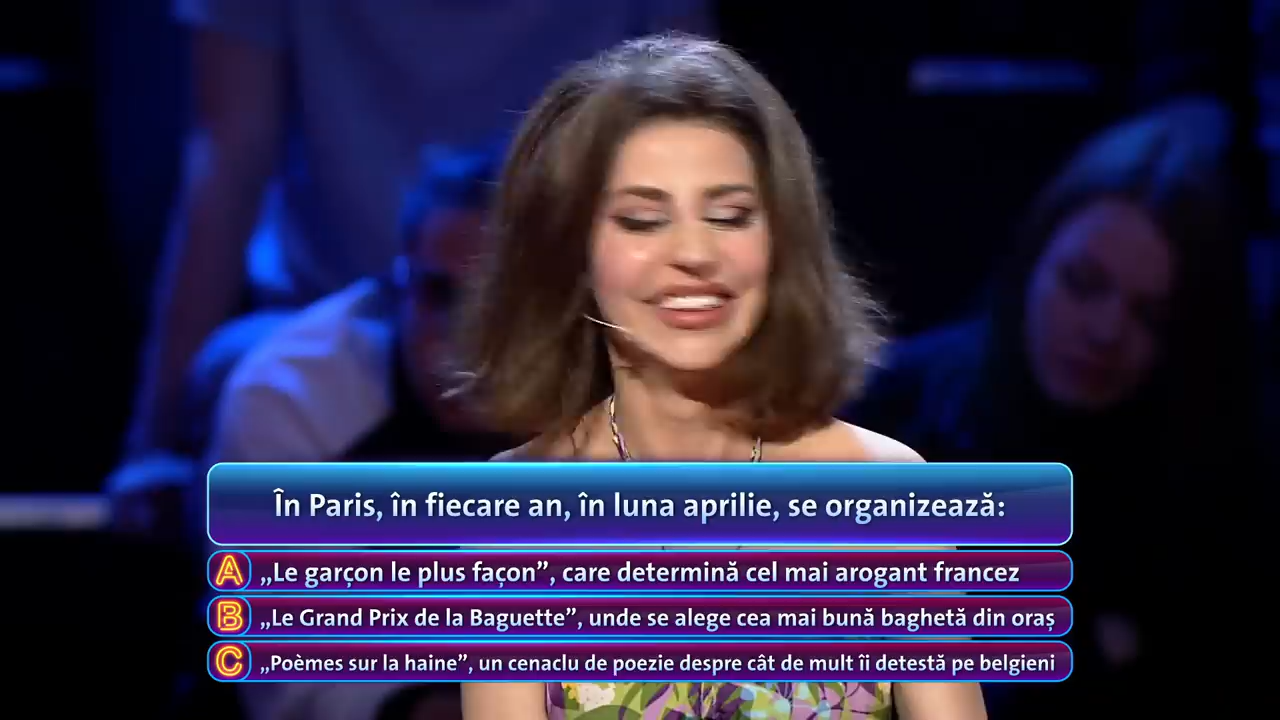 În Paris, în fiecare an, în luna aprilie, se organizează:
A „Le garçon le plus façon”, care determină cel mai arogant francez
B „Le Grand Prix de la Baguette”, unde se alege cea mai bună baghetă din oraș
C „Poèmes sur la haine”, un cenaclu de poezie despre cât de mult îi detestă pe belgieni